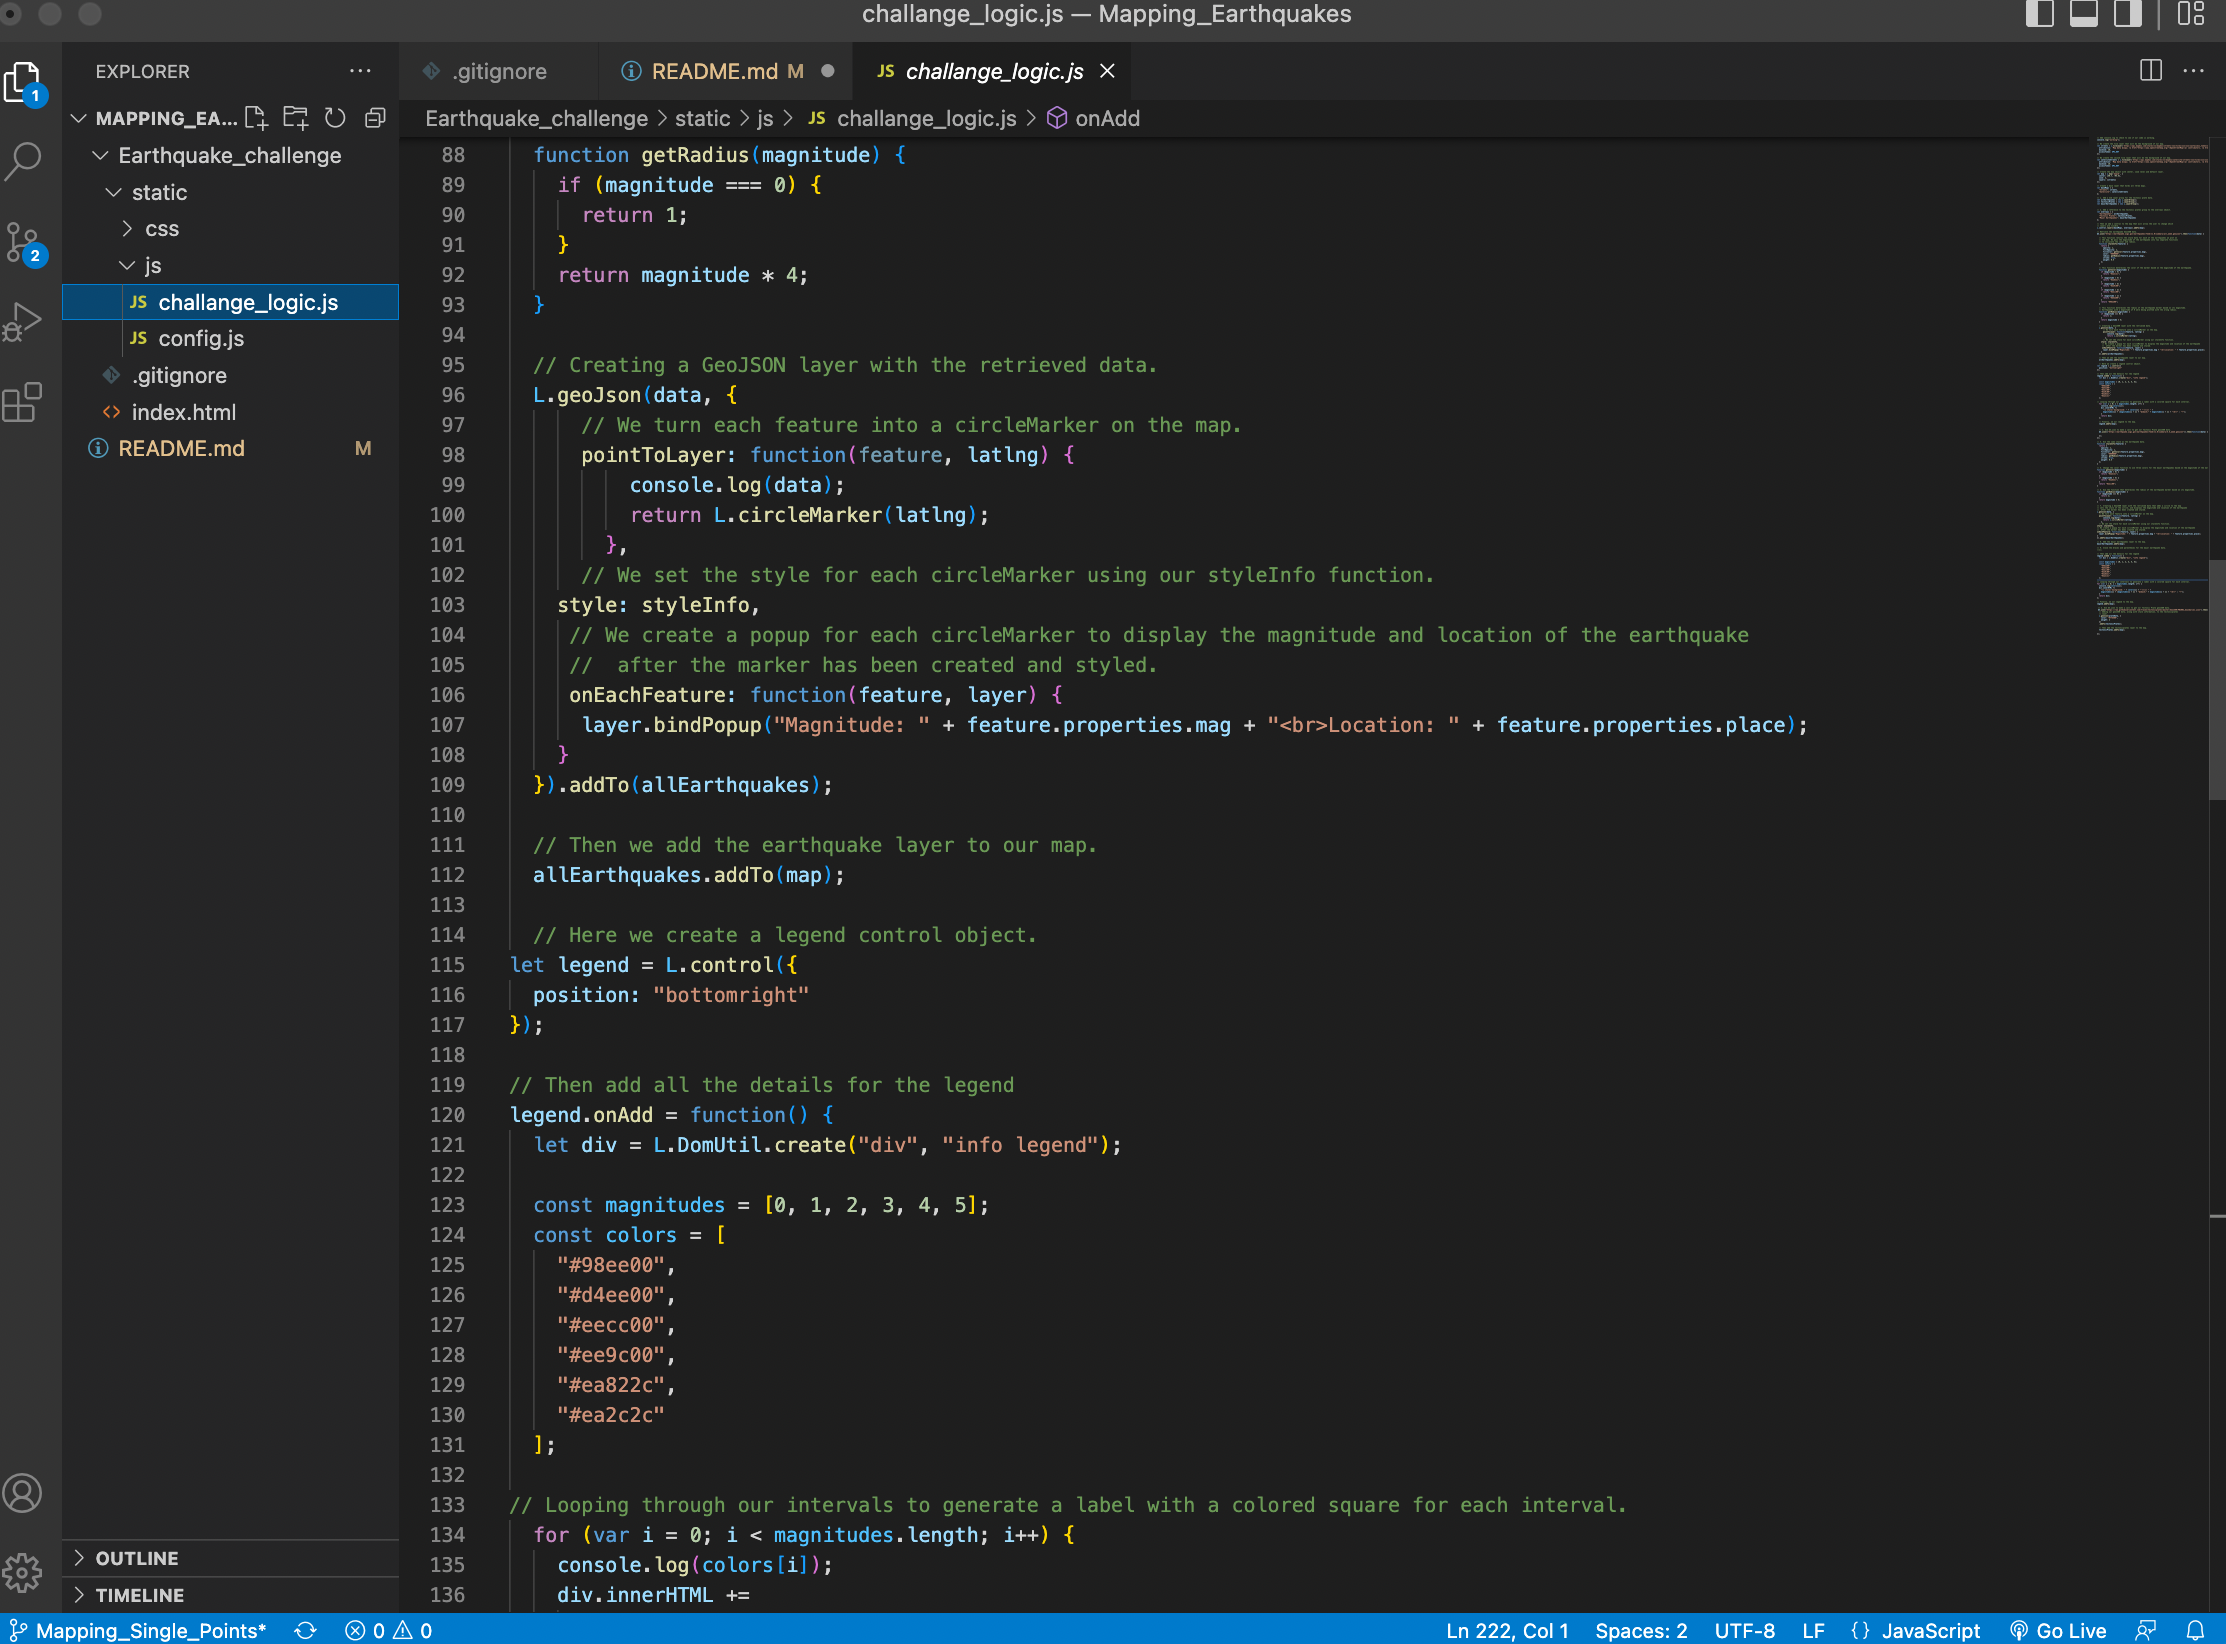 challange_logic.js — Mapping_Earthquakes
EXPLORER
.gitignore
README.md M
JS challange_logic.js
MAPPING_EA...
Earthquake_challenge > static > js > JS challange_logic.js > onAdd
Earthquake_challenge
static
css
js
JS challange_logic.js
JS config.js
.gitignore
<> index.html
README.md M
1
2
88 function getRadius(magnitude) {
89 if (magnitude === 0) {
90 return 1;
91 }
92 return magnitude * 4;
93 }
94
95 // Creating a GeoJSON layer with the retrieved data.
96 L.geoJson(data, {
97 // We turn each feature into a circleMarker on the map.
98 pointToLayer: function(feature, latlng) {
99 console.log(data);
100 return L.circleMarker(latlng);
101 },
102 // We set the style for each circleMarker using our styleInfo function.
103 style: styleInfo,
104 // We create a popup for each circleMarker to display the magnitude and location of the earthquake
105 //  after the marker has been created and styled.
106 onEachFeature: function(feature, layer) {
107 layer.bindPopup("Magnitude: " + feature.properties.mag + "<br>Location: " + feature.properties.place);
108 }
109 }).addTo(allEarthquakes);
110
111 // Then we add the earthquake layer to our map.
112 allEarthquakes.addTo(map);
113
114 // Here we create a legend control object.
115 let legend = L.control({
116 position: "bottomright"
117 });
118
119 // Then add all the details for the legend
120 legend.onAdd = function() {
121 let div = L.DomUtil.create("div", "info legend");
122
123 const magnitudes = [0, 1, 2, 3, 4, 5];
124 const colors = [
125 "#98ee00",
126 "#d4ee00",
127 "#eecc00",
128 "#ee9c00",
129 "#ea822c",
130 "#ea2c2c"
131 ];
132
133 // Looping through our intervals to generate a label with a colored square for each interval.
134 for (var i = 0; i < magnitudes.length; i++) {
135 console.log(colors[i]);
136 div.innerHTML +=
OUTLINE
TIMELINE
Mapping_Single_Points* 0 0 Ln 222, Col 1 Spaces: 2 UTF-8 LF {} JavaScript Go Live